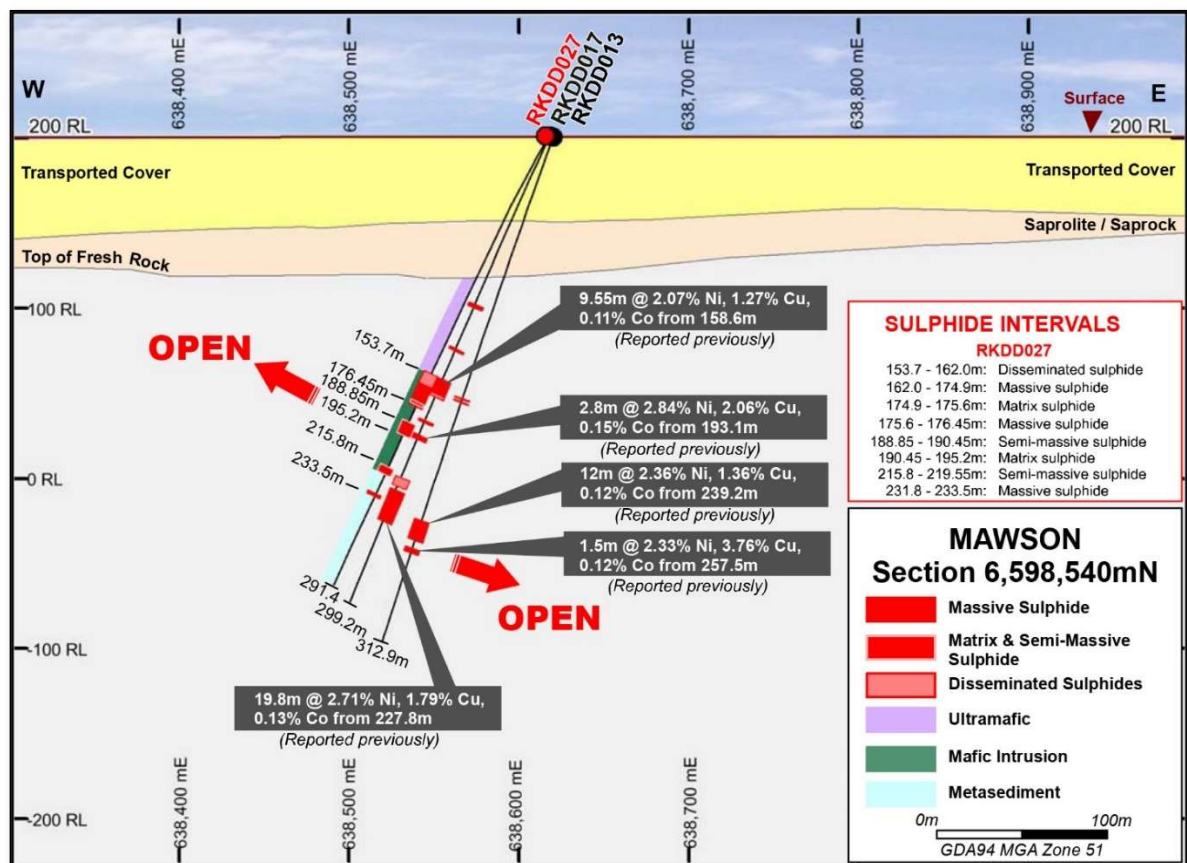 RKDD027
RKDD017
RKDD013
638,400 mE
638,500 mE
638,600 mE
638,700 mE
638,800 mE
638,900 mE
W
E
Surface
200 RL
200 RL
Transported Cover
Transported Cover
Saprolite / Saprock
Top of Fresh Rock
100 RL
0 RL
-100 RL
-200 RL
OPEN
153.7m
176.45m
188.85m
195.2m
215.8m
233.5m
291.4
299.2m
312.9m
9.55m @ 2.07% Ni, 1.27% Cu,
0.11% Co from 158.6m
(Reported previously)
2.8m @ 2.84% Ni, 2.06% Cu,
0.15% Co from 193.1m
(Reported previously)
12m @ 2.36% Ni, 1.36% Cu,
0.12% Co from 239.2m
(Reported previously)
1.5m @ 2.33% Ni, 3.76% Cu,
0.12% Co from 257.5m
(Reported previously)
OPEN
19.8m @ 2.71% Ni, 1.79% Cu,
0.13% Co from 227.8m
(Reported previously)
638,400 mE
638,500 mE
638,600 mE
638,700 mE
SULPHIDE INTERVALS
RKDD027
153.7 - 162.0m: Disseminated sulphide
162.0 - 174.9m: Massive sulphide
174.9 - 175.6m: Matrix sulphide
175.6 - 176.45m: Massive sulphide
188.85 - 190.45m: Semi-massive sulphide
190.45 - 195.2m: Matrix sulphide
215.8 - 219.55m: Semi-massive sulphide
231.8 - 233.5m: Massive sulphide
MAWSON
Section 6,598,540mN
Massive Sulphide
Matrix & Semi-Massive
Sulphide
Disseminated Sulphides
Ultramafic
Mafic Intrusion
Metasediment
0m 100m
GDA94 MGA Zone 51